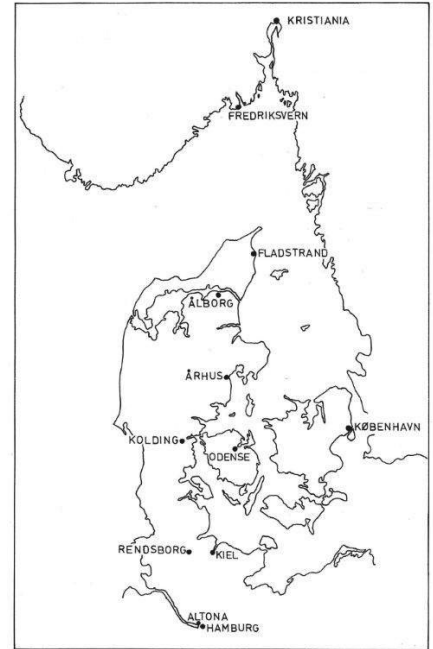 KRISTIANIA
FREDRIKSVERN
FLADSTRAND
ÅLBORG
ÅRHUS
KØBENHAVN
KOLDING
ODENSE
RENDSBORG
KIEL
ALTONA
HAMBURG